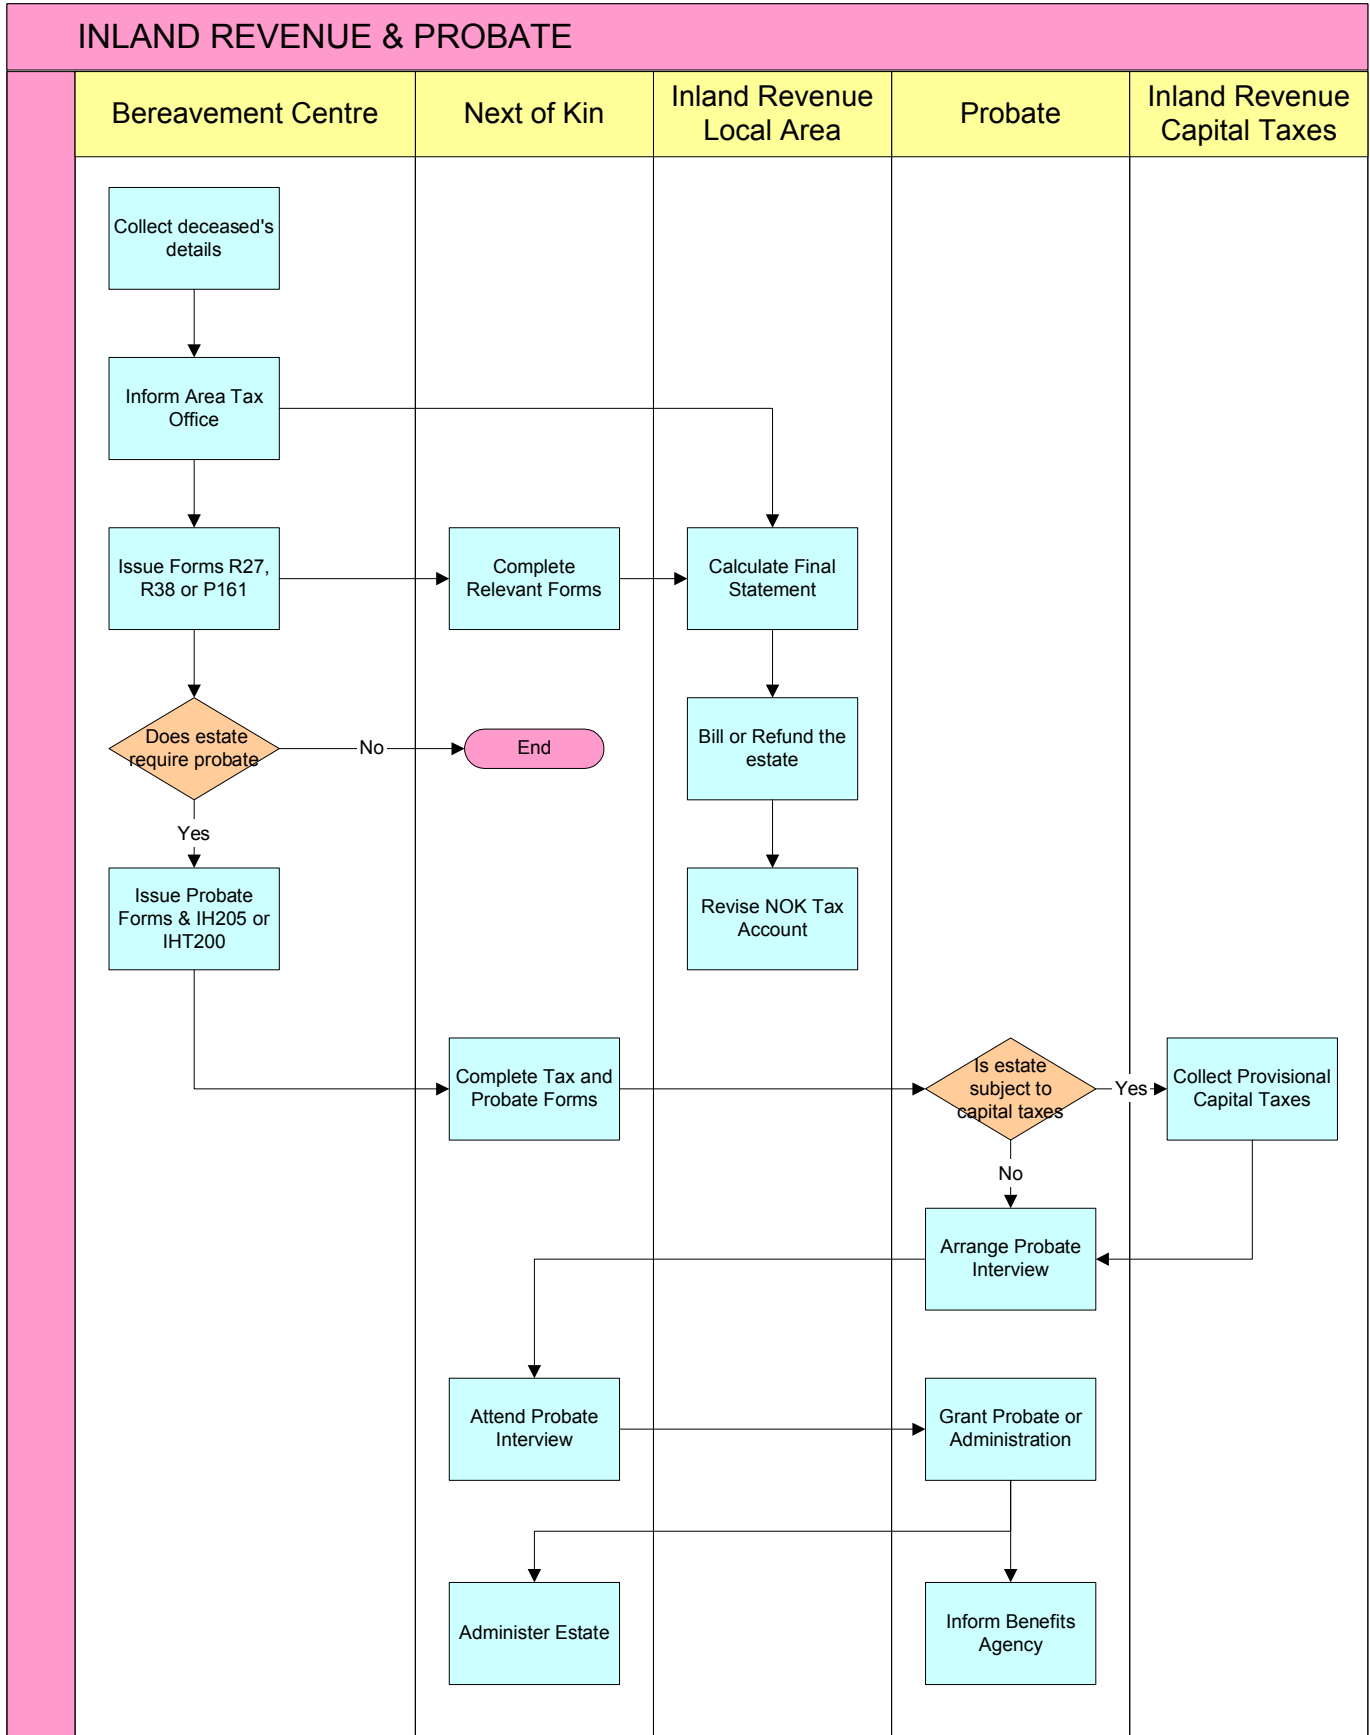 INLAND REVENUE & PROBATE
Bereavement Centre
Next of Kin
Inland Revenue
Local Area
Probate
Inland Revenue
Capital Taxes
Collect deceased's
details
Inform Area Tax
Office
Issue Forms R27,
R38 or P161
Complete
Relevant Forms
Calculate Final
Statement
Does estate
require probate
No
End
Bill or Refund the
estate
Yes
Issue Probate
Forms & IH205 or
IHT200
Revise NOK Tax
Account
Complete Tax and
Probate Forms
Is estate
subject to
capital taxes
Yes
Collect Provisional
Capital Taxes
No
Arrange Probate
Interview
Attend Probate
Interview
Grant Probate or
Administration
Administer Estate
Inform Benefits
Agency